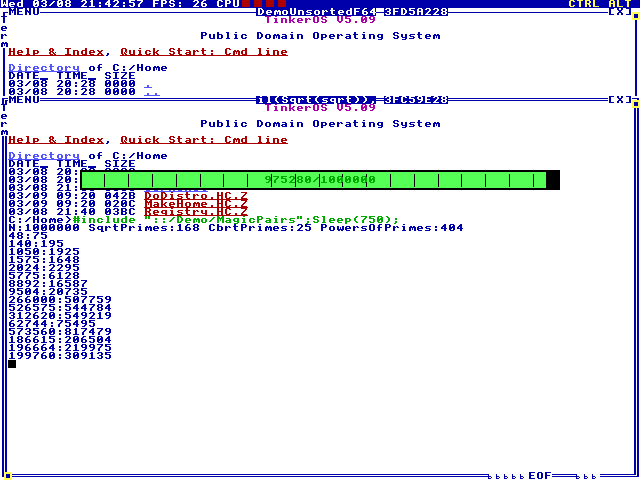 Wed 03/08 21:42:57 FPS: 26 CPU CTRL ALT
MENU DemoUnsortedF64 3FD5A228 [X]
Term
TinkerOS V5.09
Public Domain Operating System
Help & Index, Quick Start: Cmd line
Directory of C:/Home
DATE_ TIME_ SIZE
03/08 20:28 0000 .
03/08 20:28 0000 ..
MENU il(Sqrt(sqrt)); 3FC59E28 [X]
Term
TinkerOS V5.09
Public Domain Operating System
Help & Index, Quick Start: Cmd line
Directory of C:/Home
DATE_ TIME_ SIZE
03/08 20:
03/08 20:
975280/1000000
03/08 21:
03/09 09:20 042B DoDistro.HC.Z
03/09 09:20 020C MakeHome.HC.Z
03/08 21:40 03BC Registry.HC.Z
C:/Home>#include "::/Demo/MagicPairs";Sleep(750);
N:1000000 SqrtPrimes:168 CbrtPrimes:25 PowersOfPrimes:404
48:75
140:195
1050:1925
1575:1648
2024:2295
5775:6128
8892:16587
9504:20735
266000:507759
526575:544784
312620:549219
62744:75495
573560:817479
186615:206504
196664:219975
199760:309135
EOF